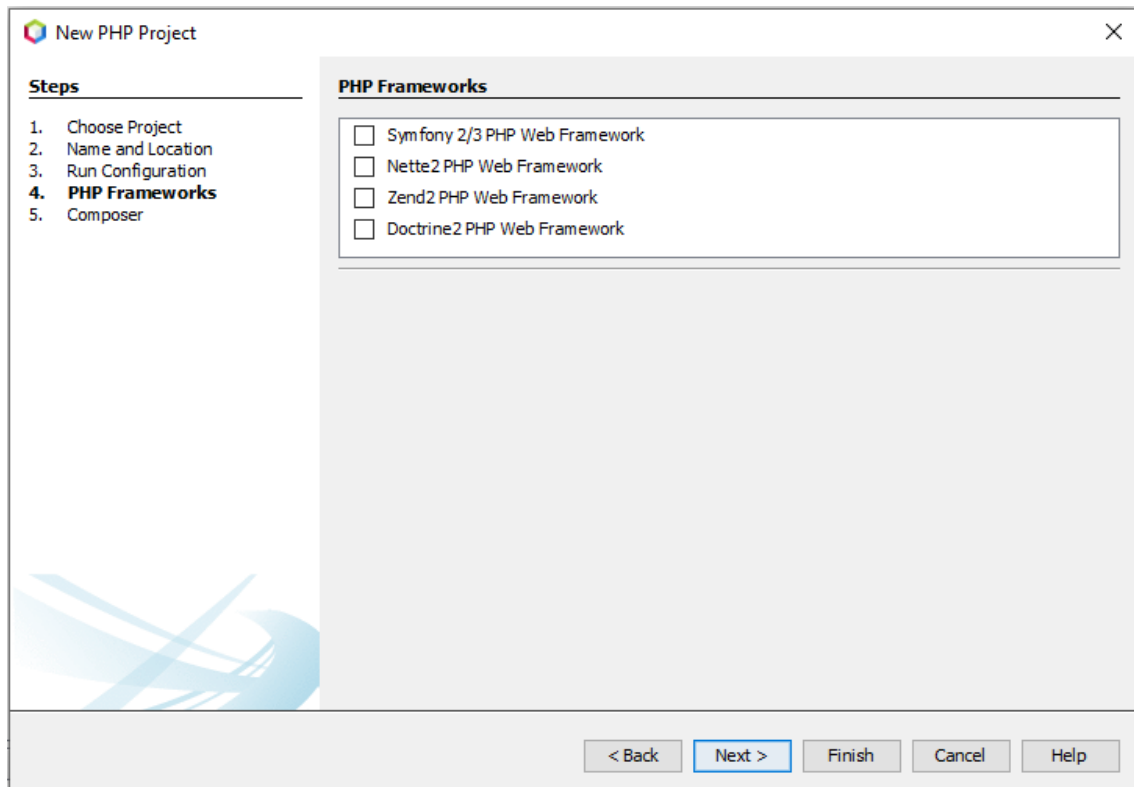 New PHP Project
Steps
1. Choose Project
2. Name and Location
3. Run Configuration
4. PHP Frameworks
5. Composer
PHP Frameworks
Symfony 2/3 PHP Web Framework
Nette2 PHP Web Framework
Zend2 PHP Web Framework
Doctrine2 PHP Web Framework
< Back Next > Finish Cancel Help